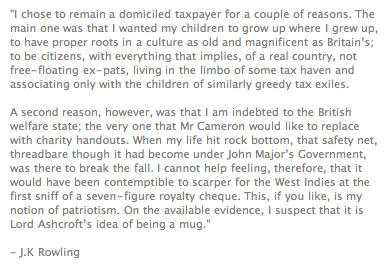 "I chose to remain a domiciled taxpayer for a couple of reasons. The
main one was that I wanted my children to grow up where I grew up,
to have proper roots in a culture as old and magnificent as Britain's;
to be citizens, with everything that implies, of a real country, not
free-floating ex-pats, living in the limbo of some tax haven and
associating only with the children of similarly greedy tax exiles.

A second reason, however, was that I am indebted to the British
welfare state; the very one that Mr Cameron would like to replace
with charity handouts. When my life hit rock bottom, that safety net,
threadbare though it had become under John Major's Government,
was there to break the fall. I cannot help feeling, therefore, that it
would have been contemptible to scarper for the West Indies at the
first sniff of a seven-figure royalty cheque. This, if you like, is my
notion of patriotism. On the available evidence, I suspect that it is
Lord Ashcroft's idea of being a mug."

- J.K Rowling